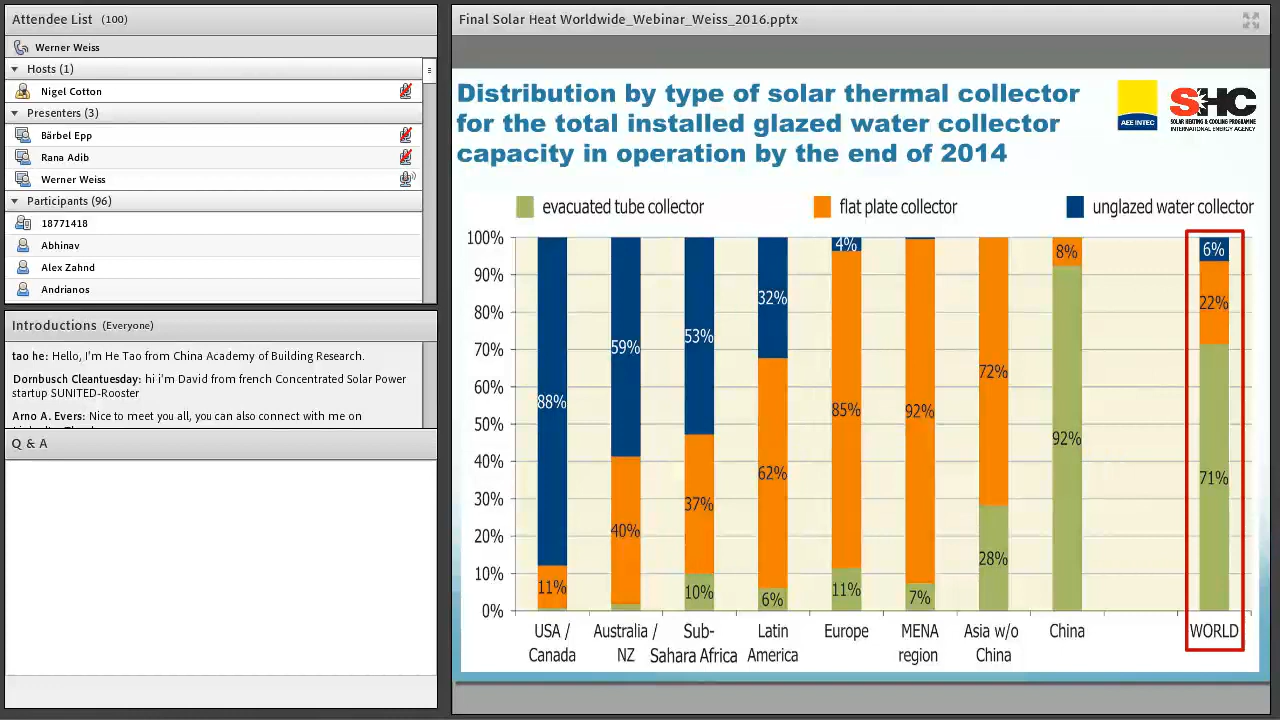 Attendee List (100)
Werner Weiss
Hosts (1)
Nigel Cotton
Presenters (3)
Bärbel Epp
Rana Adib
Werner Weiss
Participants (96)
18771418
Abhinav
Alex Zahnd
Andrianos
Introductions (Everyone)
tao he: Hello, I'm He Tao from China Academy of Building Research.
Dornbusch Cleantuesday: hi i'm David from french Concentrated Solar Power
startup SUNITED-Rooster
Arno A. Evers: Nice to meet you all, you can also connect with me on
Q & A
Final Solar Heat Worldwide_Webinar_Weiss_2016.pptx
Distribution by type of solar thermal collector
for the total installed glazed water collector
capacity in operation by the end of 2014
AEE INTEC
SHC
SOLAR HEATING & COOLING PROGRAMME
INTERNATIONAL ENERGY AGENCY
evacuated tube collector flat plate collector unglazed water collector
100%
90%
80%
70%
60%
50%
40%
30%
20%
10%
0%
88%
11%
59%
40%
53%
37%
10%
32%
62%
6%
4%
85%
11%
92%
7%
72%
28%
8%
92%
6%
22%
71%
USA / Canada
Australia / NZ
Sub-Sahara Africa
Latin America
Europe
MENA region
Asia w/o China
China
WORLD